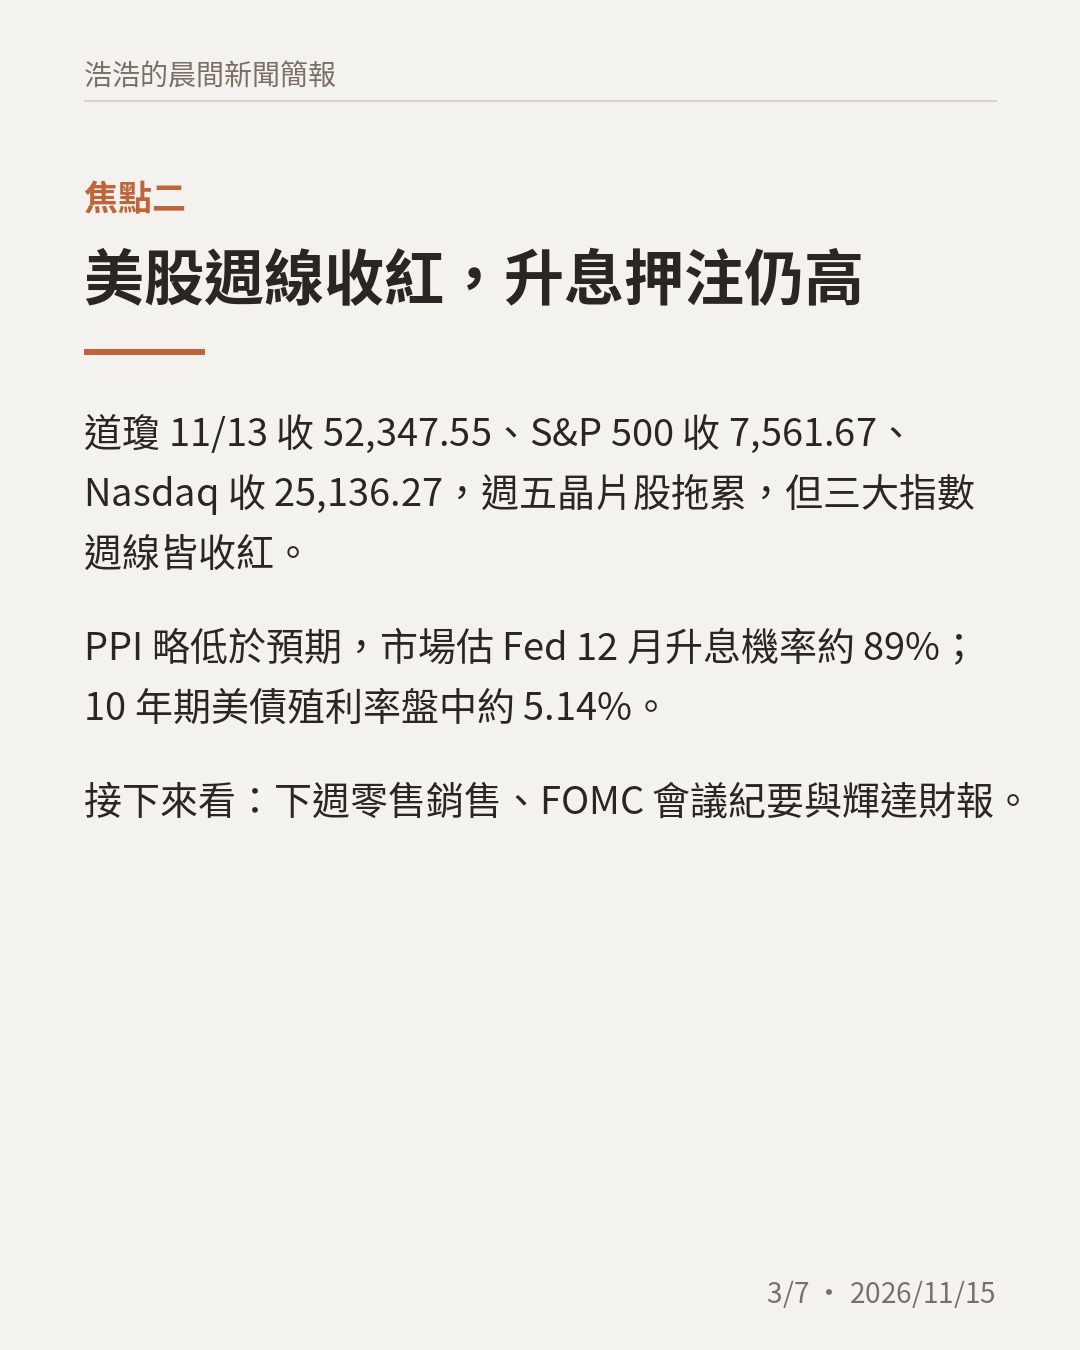 浩浩的晨間新聞簡報
焦點二
美股週線收紅，升息押注仍高
道瓊 11/13 收 52,347.55、S&P 500 收 7,561.67、
Nasdaq 收 25,136.27，週五晶片股拖累，但三大指數
週線皆收紅。
PPI 略低於預期，市場估 Fed 12 月升息機率約 89%；
10 年期美債殖利率盤中約 5.14%。
接下來看：下週零售銷售、FOMC 會議紀要與輝達財報。
3/7 · 2026/11/15